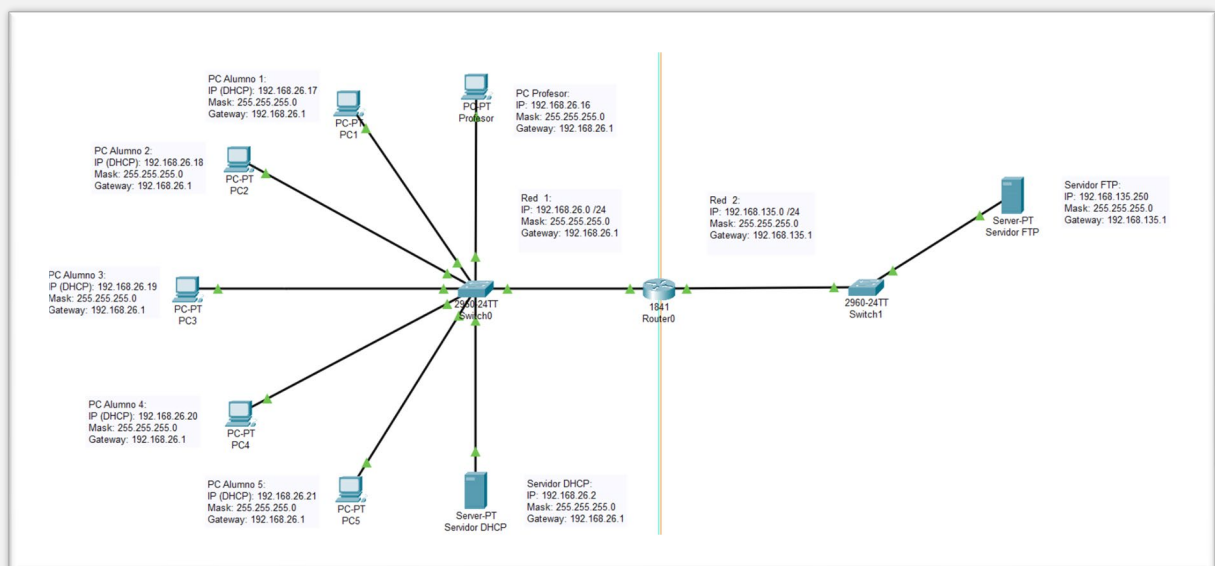 PC Alumno 1:
IP (DHCP): 192.168.26.17
Mask: 255.255.255.0
Gateway: 192.168.26.1
PC-PT
PC1
PC-PT
Profesor
PC Profesor:
IP: 192.168.26.16
Mask: 255.255.255.0
Gateway: 192.168.26.1
PC Alumno 2:
IP (DHCP): 192.168.26.18
Mask: 255.255.255.0
Gateway: 192.168.26.1
PC-PT
PC2
Red 1:
IP: 192.168.26.0 /24
Mask: 255.255.255.0
Gateway: 192.168.26.1
Red 2:
IP: 192.168.135.0 /24
Mask: 255.255.255.0
Gateway: 192.168.135.1
Server-PT
Servidor FTP
Servidor FTP:
IP: 192.168.135.250
Mask: 255.255.255.0
Gateway: 192.168.135.1
PC Alumno 3:
IP (DHCP): 192.168.26.19
Mask: 255.255.255.0
Gateway: 192.168.26.1
PC-PT
PC3
2960-24TT
Switch0
1841
Router0
2960-24TT
Switch1
PC Alumno 4:
IP (DHCP): 192.168.26.20
Mask: 255.255.255.0
Gateway: 192.168.26.1
PC-PT
PC4
PC Alumno 5:
IP (DHCP): 192.168.26.21
Mask: 255.255.255.0
Gateway: 192.168.26.1
PC-PT
PC5
Server-PT
Servidor DHCP
Servidor DHCP:
IP: 192.168.26.2
Mask: 255.255.255.0
Gateway: 192.168.26.1